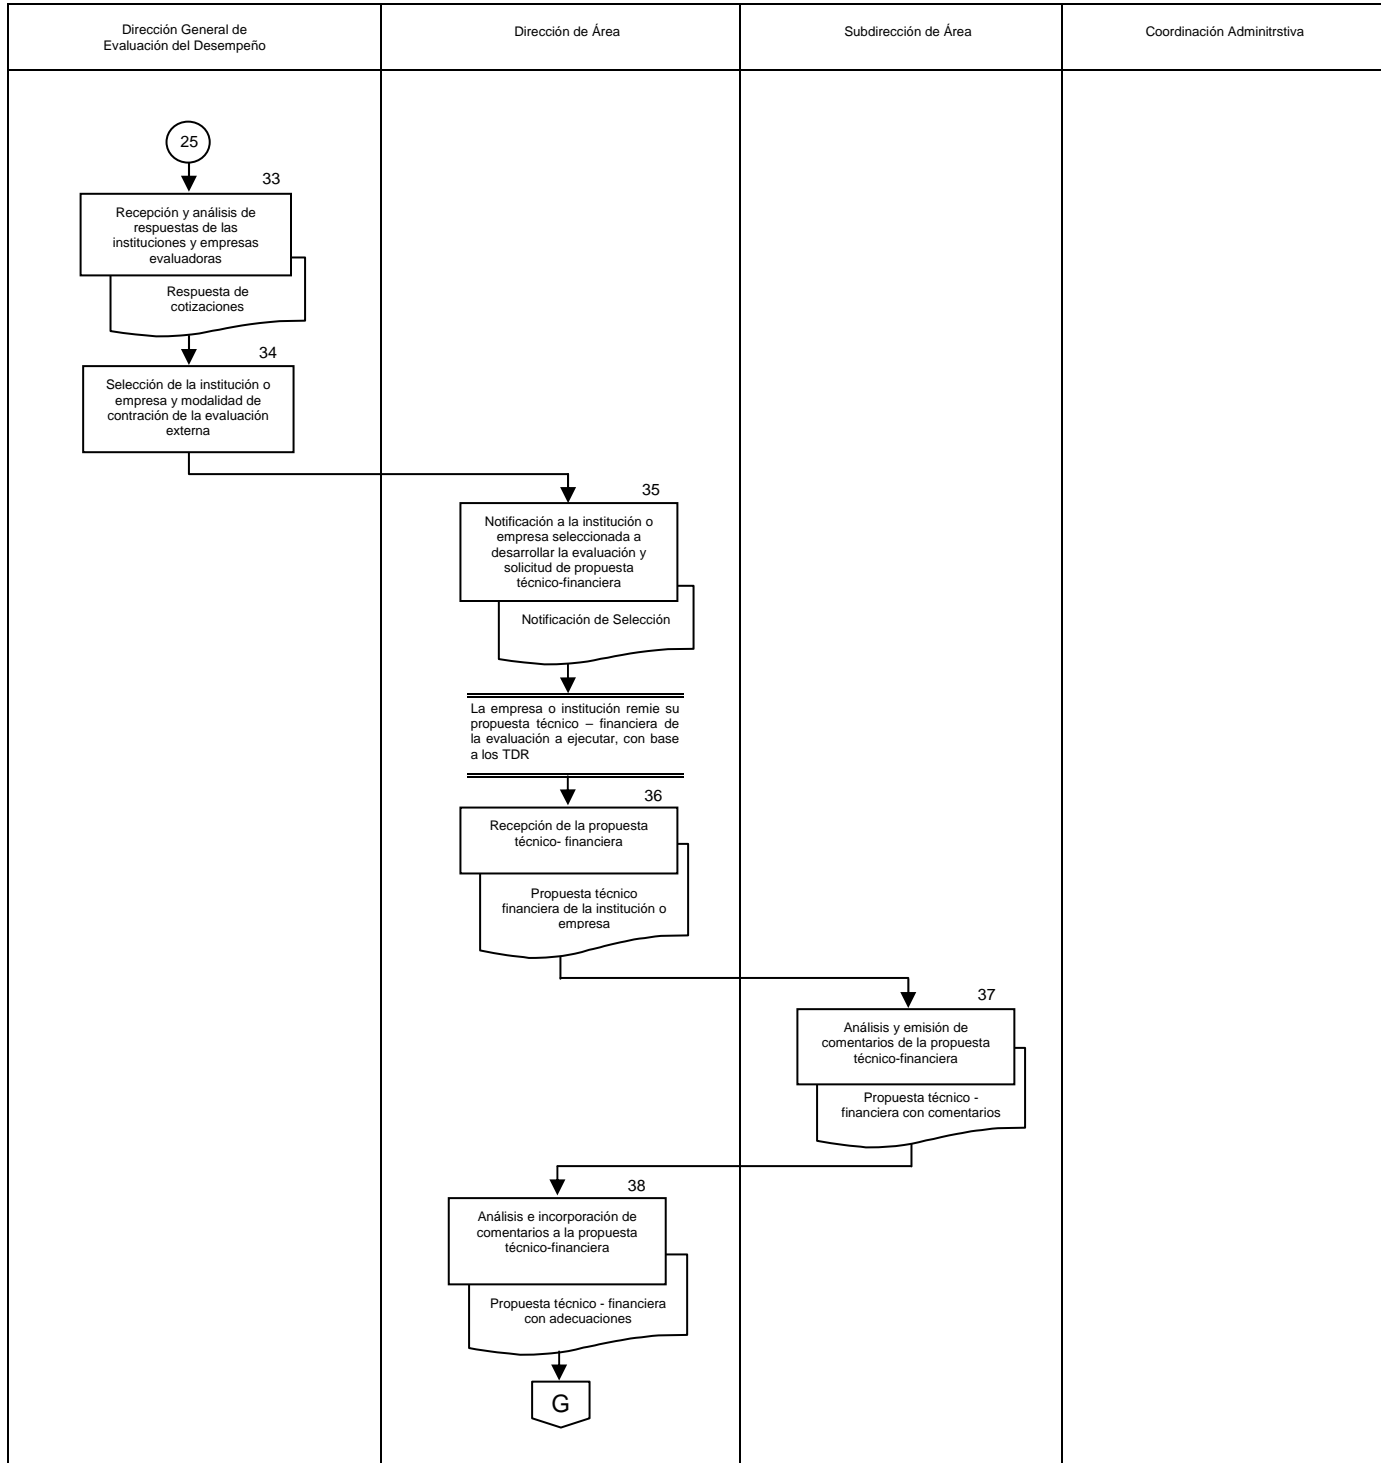 Dirección General de
Evaluación del Desempeño
Dirección de Área
Subdirección de Área
Coordinación Adminitrstiva
25
33
Recepción y análisis de
respuestas de las
instituciones y empresas
evaluadoras
Respuesta de
cotizaciones
34
Selección de la institución o
empresa y modalidad de
contración de la evaluación
externa
35
Notificación a la institución o
empresa seleccionada a
desarrollar la evaluación y
solicitud de propuesta
técnico-financiera
Notificación de Selección
La empresa o institución remie su
propuesta técnico – financiera de
la evaluación a ejecutar, con base
a los TDR
36
Recepción de la propuesta
técnico- financiera
Propuesta técnico
financiera de la institución o
empresa
37
Análisis y emisión de
comentarios de la propuesta
técnico-financiera
Propuesta técnico -
financiera con comentarios
38
Análisis e incorporación de
comentarios a la propuesta
técnico-financiera
Propuesta técnico - financiera
con adecuaciones
G